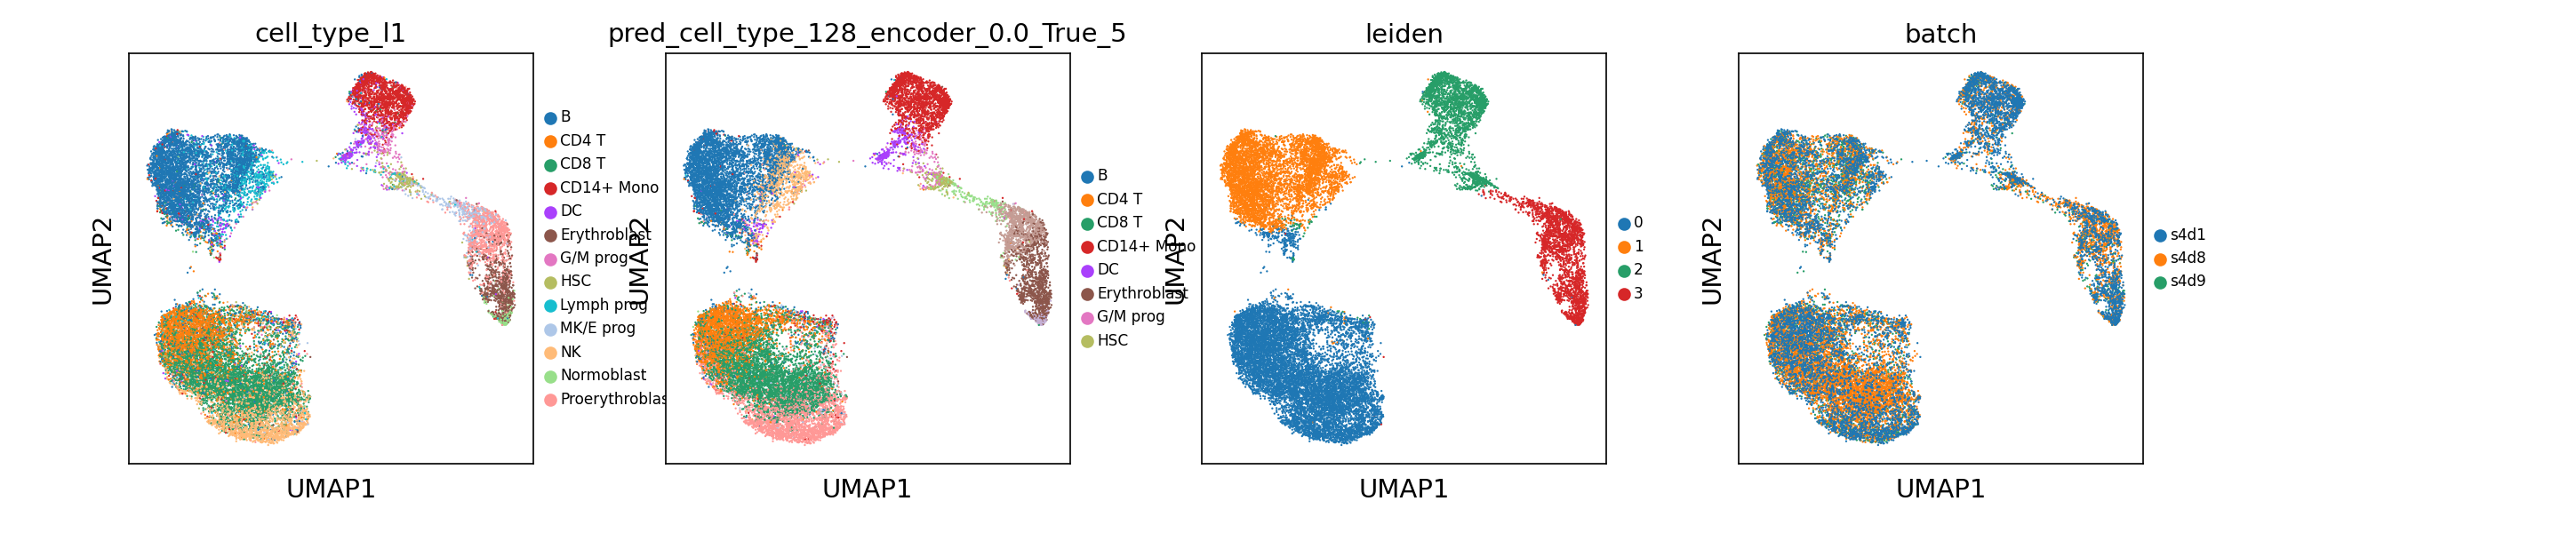 cell_type_l1
pred_cell_type_128_encoder_0.0_True_5
leiden
batch
B
CD4 T
CD8 T
CD14+ Mono
DC
Erythroblast
G/M prog
HSC
Lymph prog
MK/E prog
NK
Normoblast
Proerythroblas
B
CD4 T
CD8 T
CD14+ Mono
DC
Erythroblast
G/M prog
HSC
0
1
2
3
s4d1
s4d8
s4d9
UMAP2
UMAP2
UMAP2
UMAP2
UMAP1
UMAP1
UMAP1
UMAP1